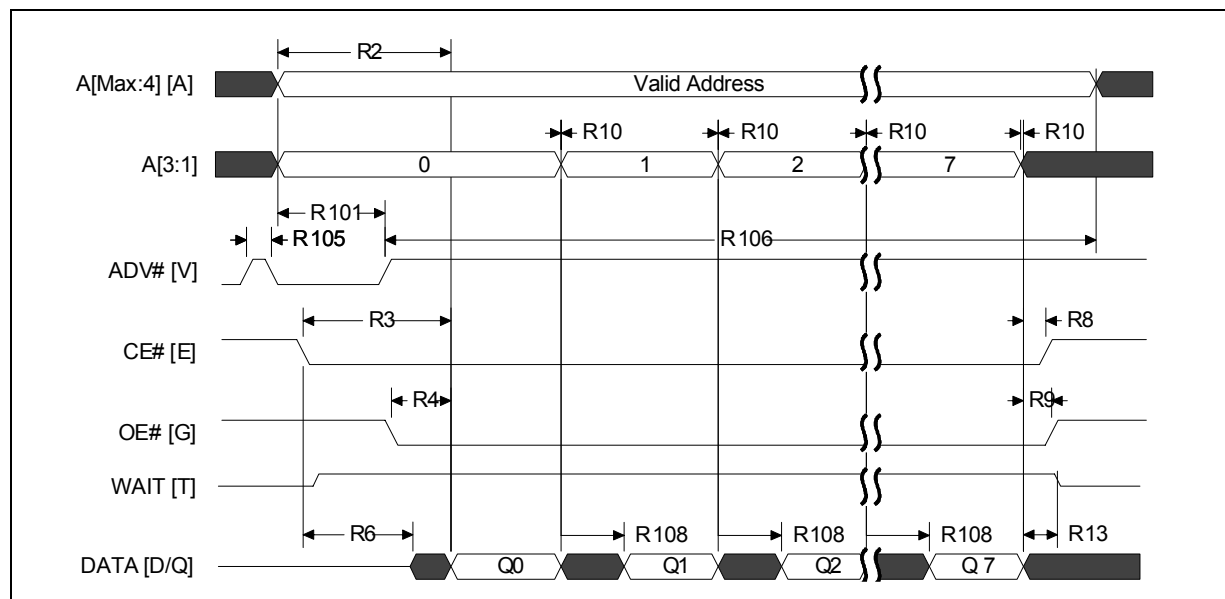 R2
A[Max:4] [A]
Valid Address
R10 R10 R10 R10
A[3:1]
0 1 2 7
R101
R105 R106
ADV# [V]
R3 R8
CE# [E]
R4 R9
OE# [G]
WAIT [T]
R6 R108 R108 R108 R13
DATA [D/Q]
Q0 Q1 Q2 Q 7